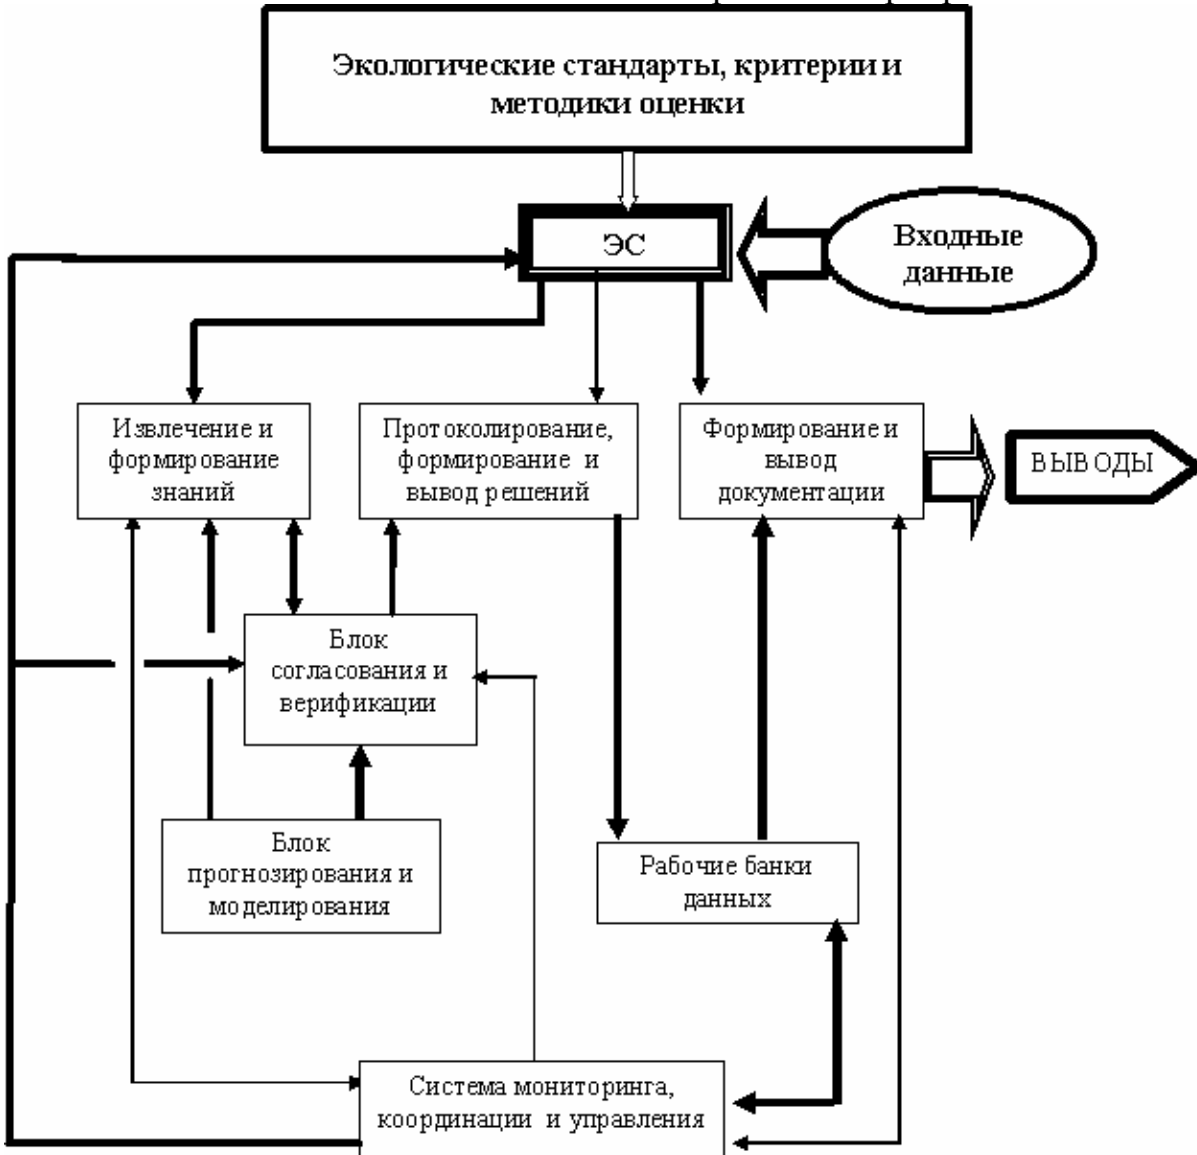 Экологические стандарты, критерии и
методики оценки
ЭС
Входные
данные
Извлечение и
формирование
знаний
Протоколирование,
формирование и
вывод решений
Формирование и
вывод
документации
ВЫВОДЫ
Блок
согласования и
верификации
Блок
прогнозирования и
моделирования
Рабочие банки
данных
Система мониторинга,
координации и управления